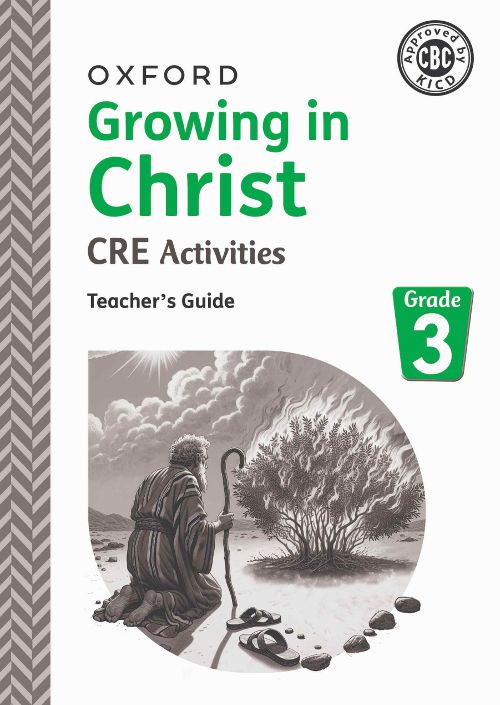 Approved by
CBC
KICD
OXFORD
Growing in
Christ
CRE Activities
Teacher's Guide
Grade
3